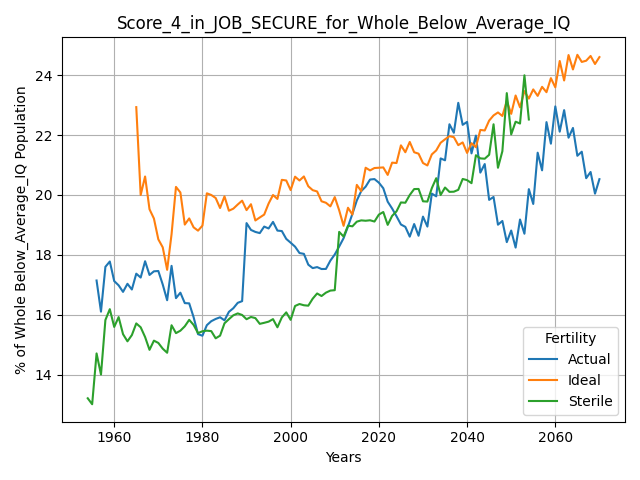 Score_4_in_JOB_SECURE_for_Whole_Below_Average_IQ
% of Whole Below_Average_IQ Population
24
22
20
18
16
14
1960
1980
2000
2020
2040
2060
Years
Fertility
Actual
Ideal
Sterile